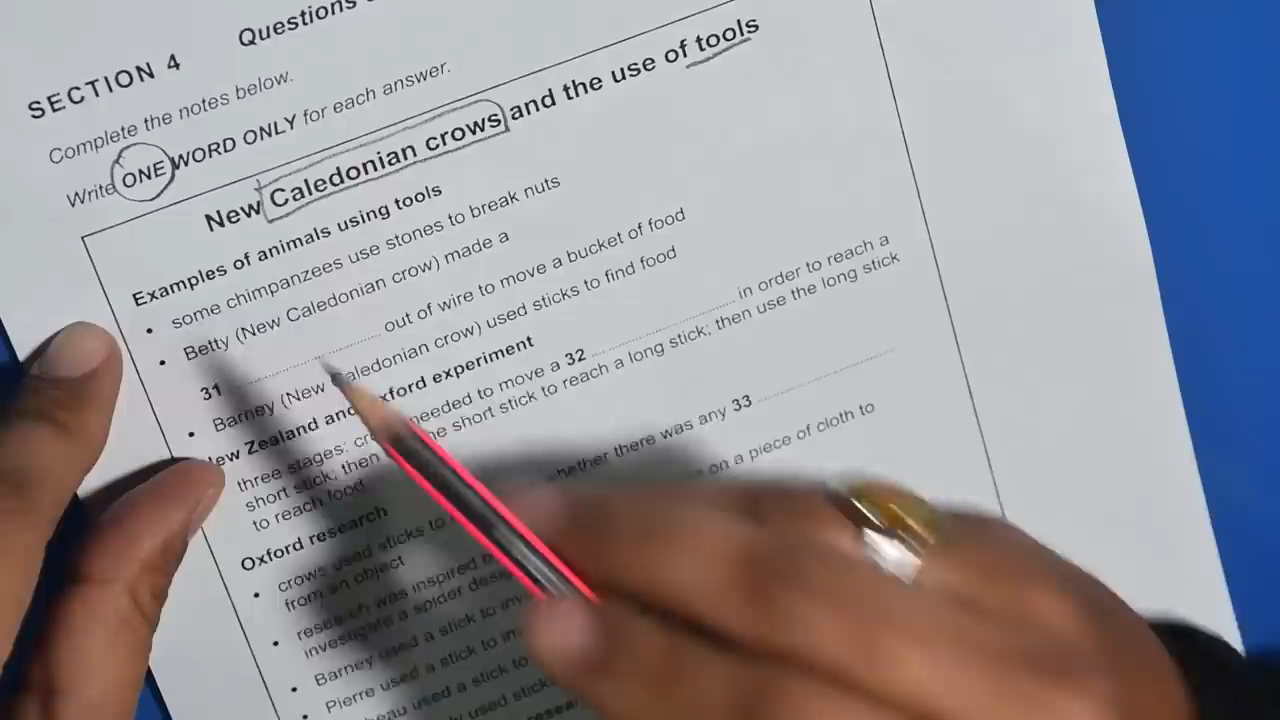 Questions
SECTION 4
Complete the notes below.
Write ONE WORD ONLY for each answer.
New Caledonian crows and the use of tools
Examples of animals using tools
• some chimpanzees use stones to break nuts
• Betty (New Caledonian crow) made a
31 .................... out of wire to move a bucket of food
• Barney (New Caledonian crow) used sticks to find food
New Zealand and Oxford experiment
three stages: needed to move a 32 .................... in order to reach a
short stick; then the short stick to reach a long stick; then use the long stick
to reach food
Oxford research
• crows used sticks to whether there was any 33 ....................
from an object
• research was inspired on a piece of cloth to
investigate a spider
• Barney used a stick to
Pierre used a stick to
used a stick to